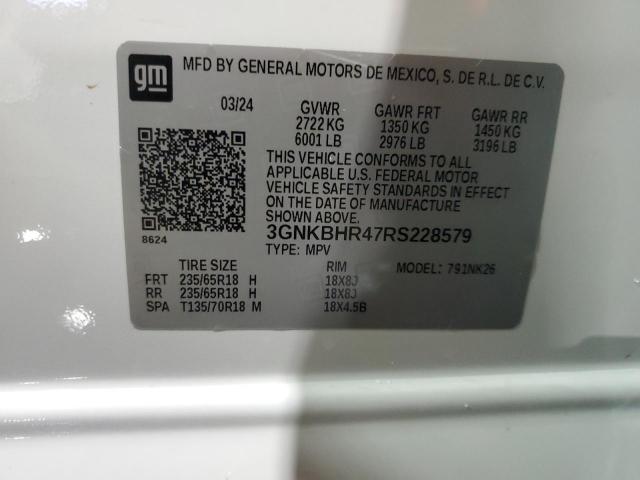 gm
MFD BY GENERAL MOTORS DE MEXICO, S. DE R.L. DE C.V.
03/24 GVWR GAWR FRT GAWR RR
2722 KG 1350 KG 1450 KG
6001 LB 2976 LB 3196 LB
THIS VEHICLE CONFORMS TO ALL
APPLICABLE U.S. FEDERAL MOTOR
VEHICLE SAFETY STANDARDS IN EFFECT
ON THE DATE OF MANUFACTURE
SHOWN ABOVE.
8624
3GNKBHR47RS228579
TYPE: MPV
TIRE SIZE RIM MODEL: 791NK26
FRT 235/65R18 H 18X8J
RR 235/65R18 H 18X8J
SPA T135/70R18 M 18X4.5B